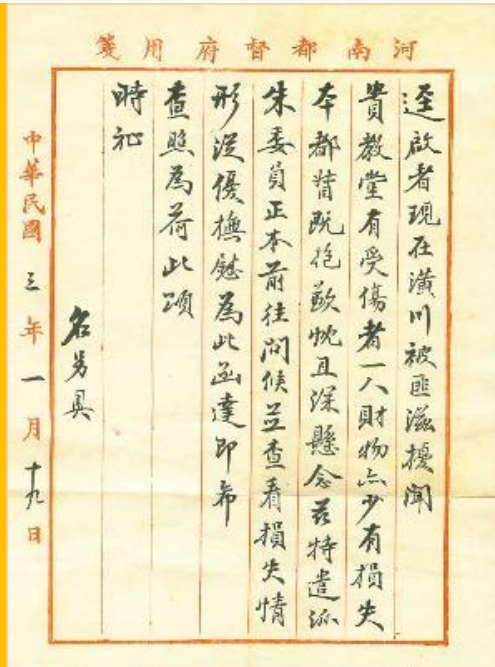 河南都督府用箋
逕啟者現在潢川被匪滋擾聞
貴教堂有受傷者一人財物亦少有損失
本都督既抱歉忱且深懸念茲特遣派
朱委員正本前往問候並查看損失情
形從優撫慰為此函達即希
查照為荷此頌
時祉
名另具
中華民國三年一月十九日